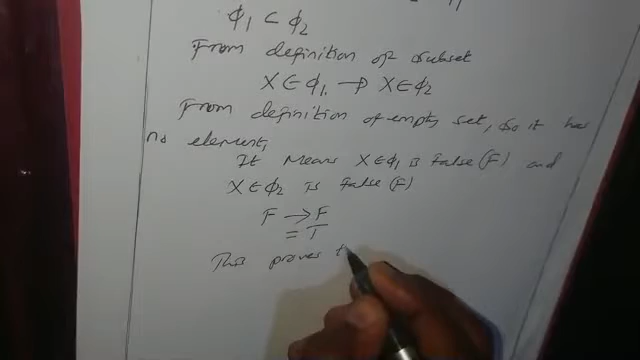 ϕ₁ ⊂ ϕ₂
From definition of subset
X ∈ ϕ₁ → X ∈ ϕ₂
From definition of empty set, so it has
no element,
It Means X ∈ ϕ₁ is false (F) and
X ∈ ϕ₂ is false (F)
F → F
= T
This proves t